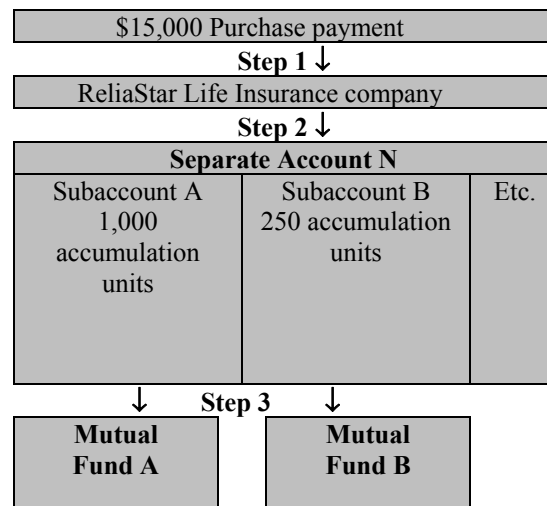 $15,000 Purchase payment
Step 1 ↓
ReliaStar Life Insurance company
Step 2 ↓
Separate Account N
Subaccount A
1,000
accumulation
units
Subaccount B
250 accumulation
units
Etc.
↓ Step 3 ↓
Mutual
Fund A
Mutual
Fund B